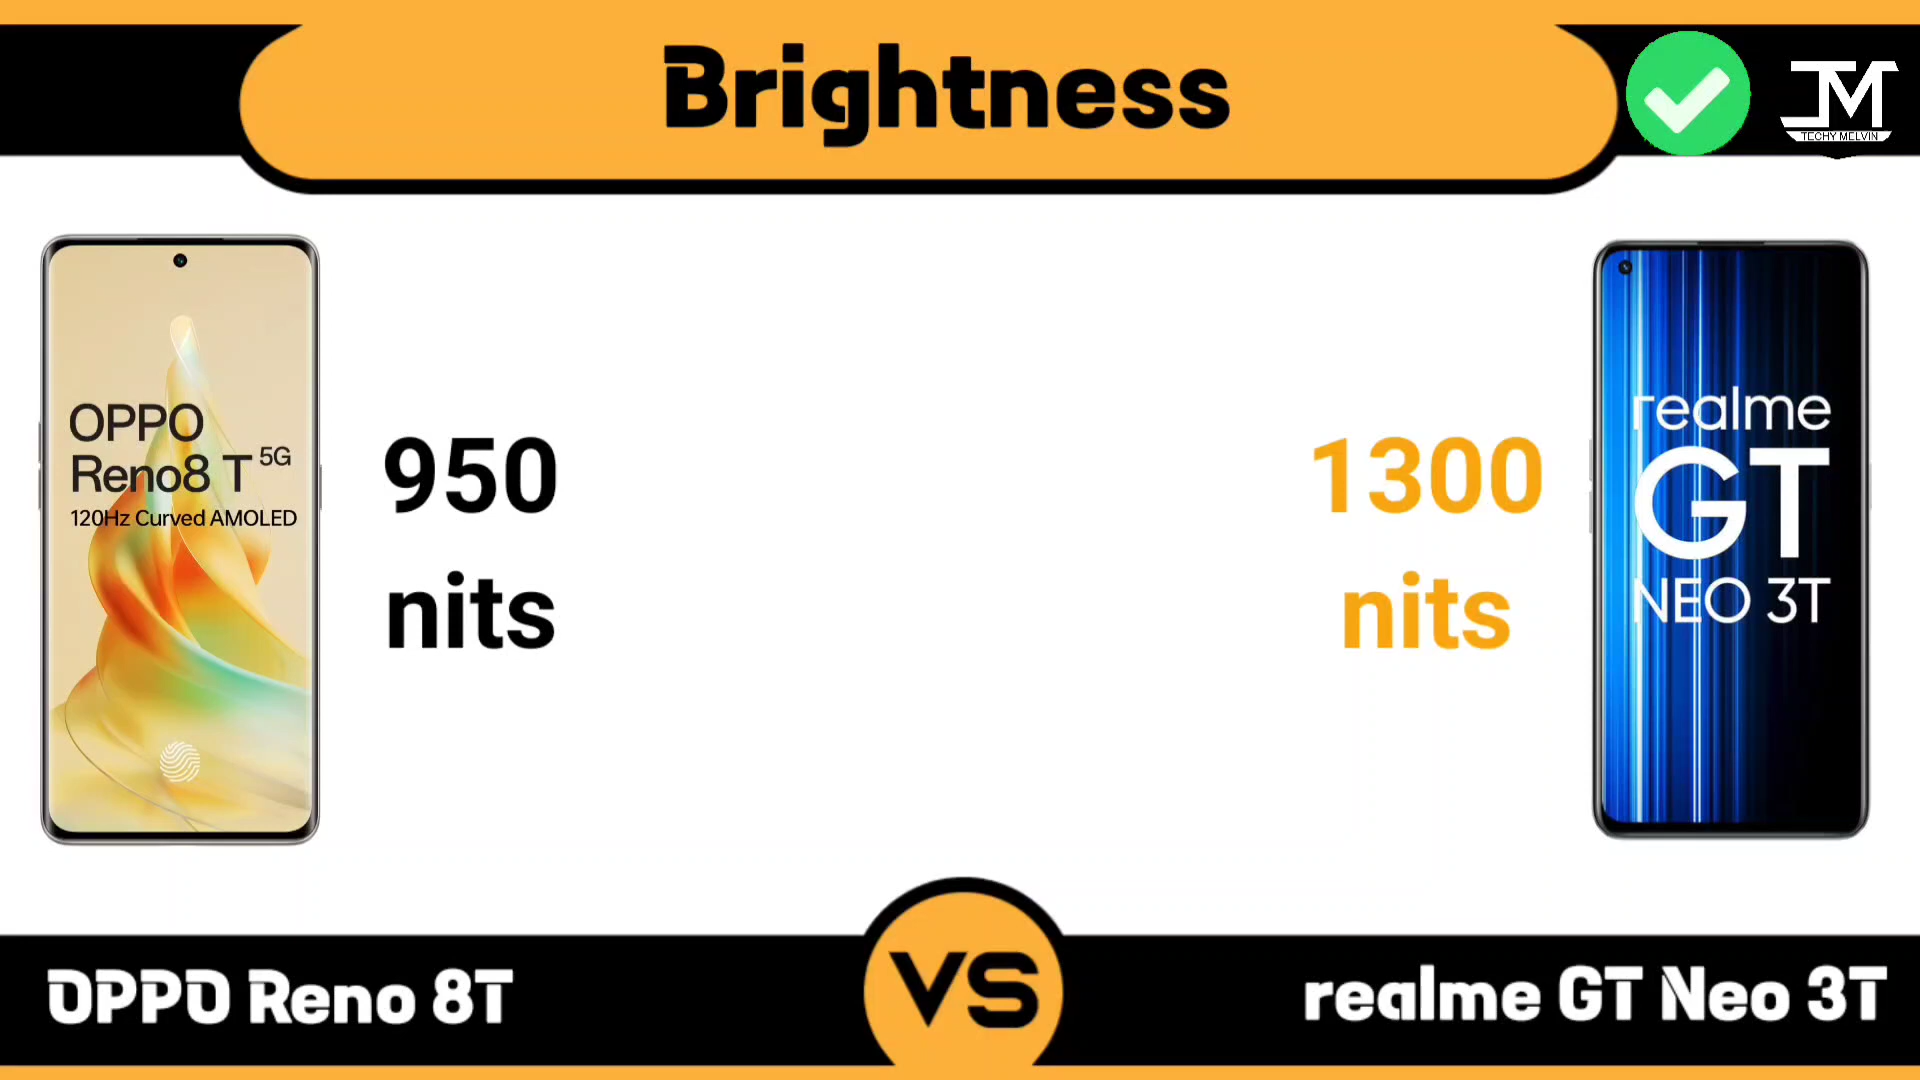 Brightness
TECHY MELVIN
OPPO
Reno8 T 5G
120Hz Curved AMOLED
950
nits
1300
nits
realme
GT
NEO 3T
OPPO Reno 8T
VS
realme GT Neo 3T